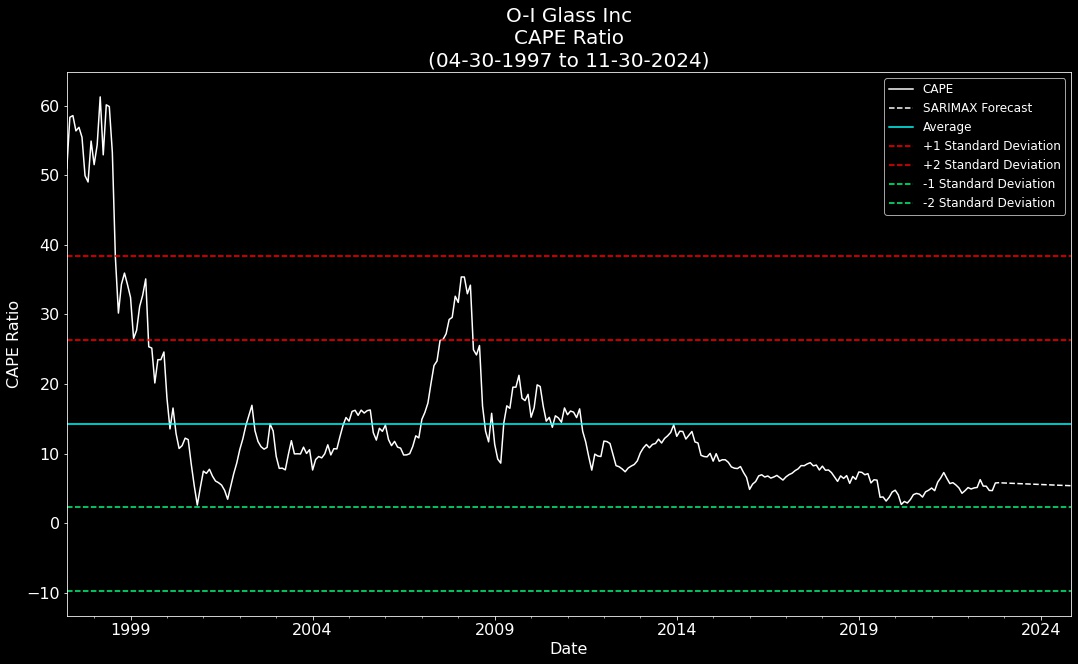 O-I Glass Inc
CAPE Ratio
(04-30-1997 to 11-30-2024)
CAPE
SARIMAX Forecast
Average
+1 Standard Deviation
+2 Standard Deviation
-1 Standard Deviation
-2 Standard Deviation
CAPE Ratio
60
50
40
30
20
10
0
−10
1999
2004
2009
2014
2019
2024
Date